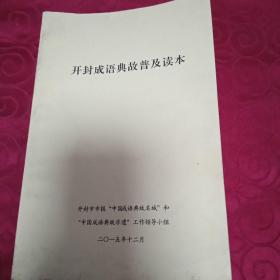 开封成语典故普及读本
开封市申报“中国成语典故名城”和
“中国成语典故非遗”工作领导小组
二〇一五年十二月